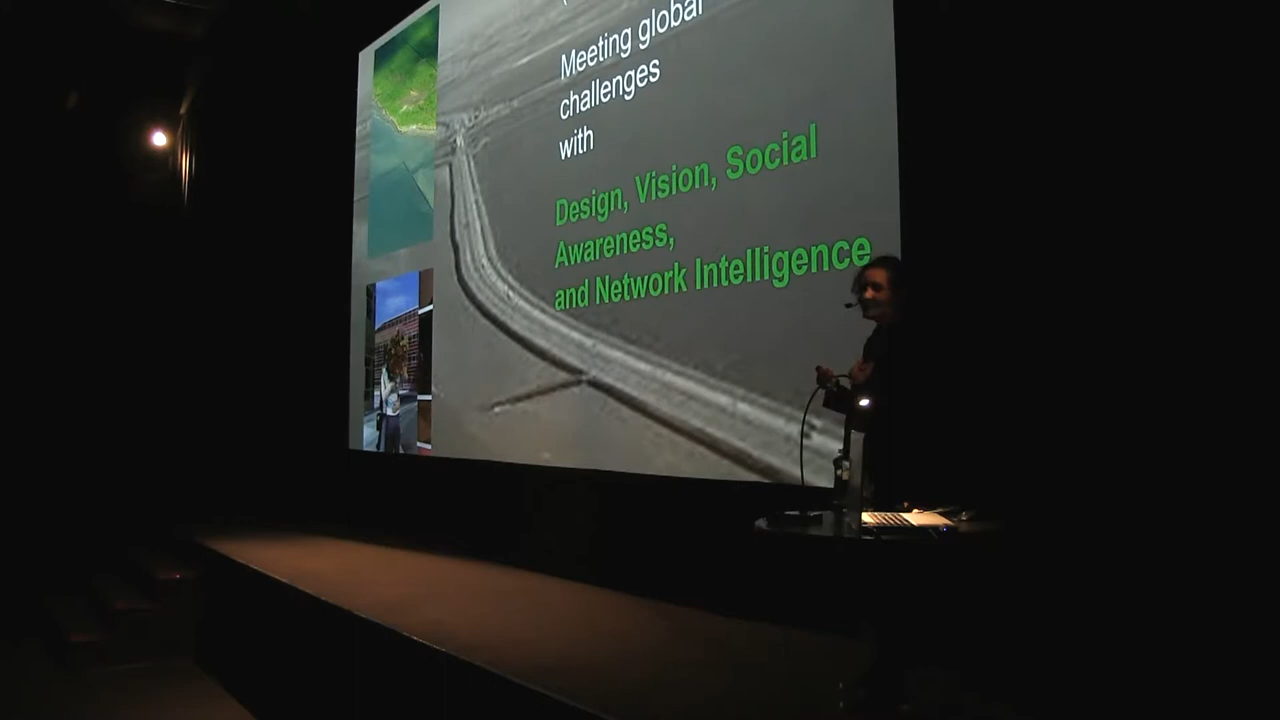 Meeting global
challenges
with
Design, Vision, Social
Awareness,
and Network Intelligence